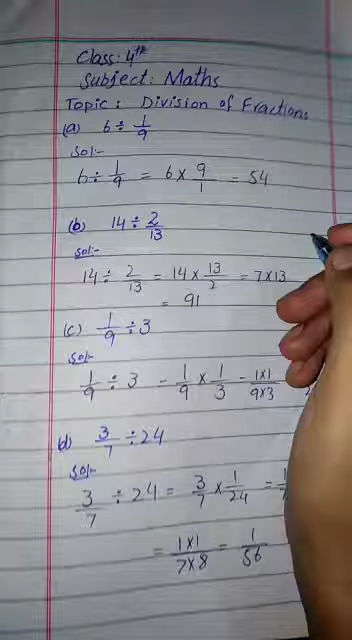 Class: 4th
Subject: Maths
Topic: Division of Fractions
(a) 6 ÷ 1/9
Sol:-
6 ÷ 1/9 = 6 × 9/1 = 54
(b) 14 ÷ 2/13
Sol:-
14 ÷ 2/13 = 14 × 13/2 = 7 × 13
= 91
(c) 1/9 ÷ 3
Sol:-
1/9 ÷ 3 - 1/9 × 1/3 - 1×1/9×3
(d) 3/7 ÷ 24
Sol:-
3/7 ÷ 24 = 3/7 × 1/24 =
= 1×1/7×8 = 1/56